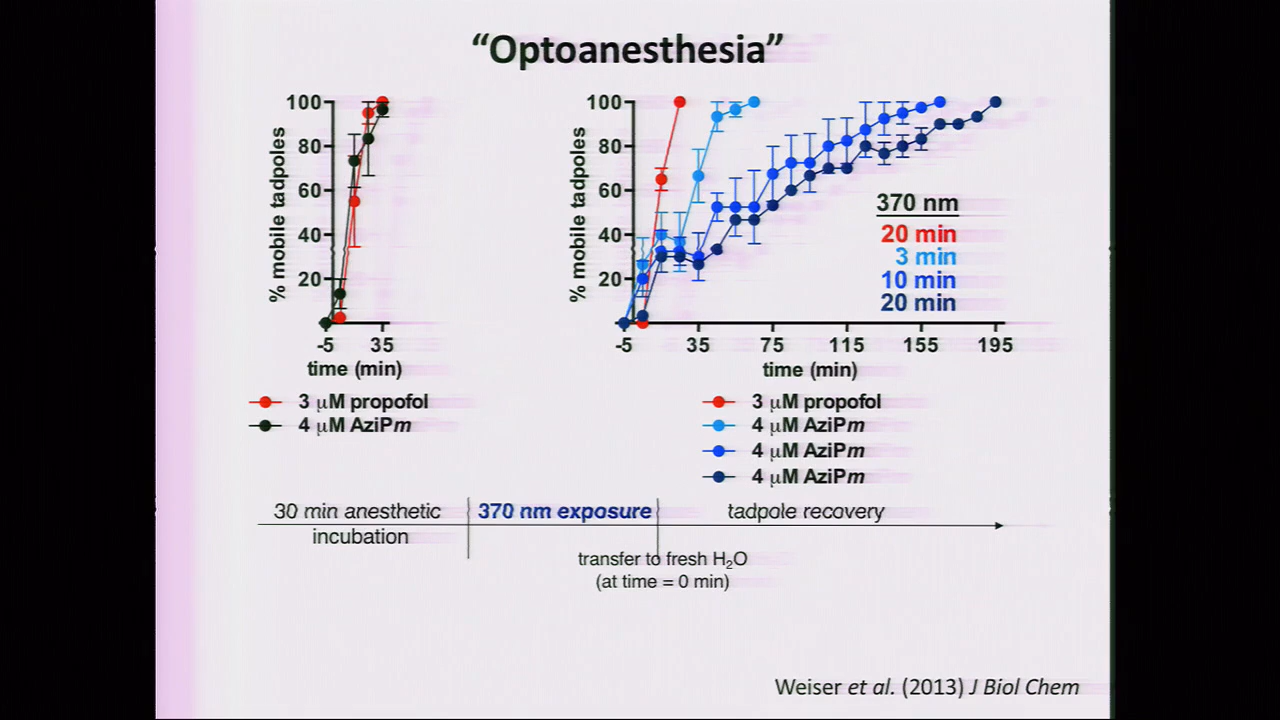 “Optoanesthesia”
100
80
60
40
20
% mobile tadpoles
-5 35
time (min)
3 μM propofol
4 μM AziPm
100
80
60
40
20
% mobile tadpoles
-5 35 75 115 155 195
time (min)
370 nm
20 min
3 min
10 min
20 min
3 μM propofol
4 μM AziPm
4 μM AziPm
4 μM AziPm
30 min anesthetic
incubation
370 nm exposure
tadpole recovery
transfer to fresh H₂O
(at time = 0 min)
Weiser et al. (2013) J Biol Chem